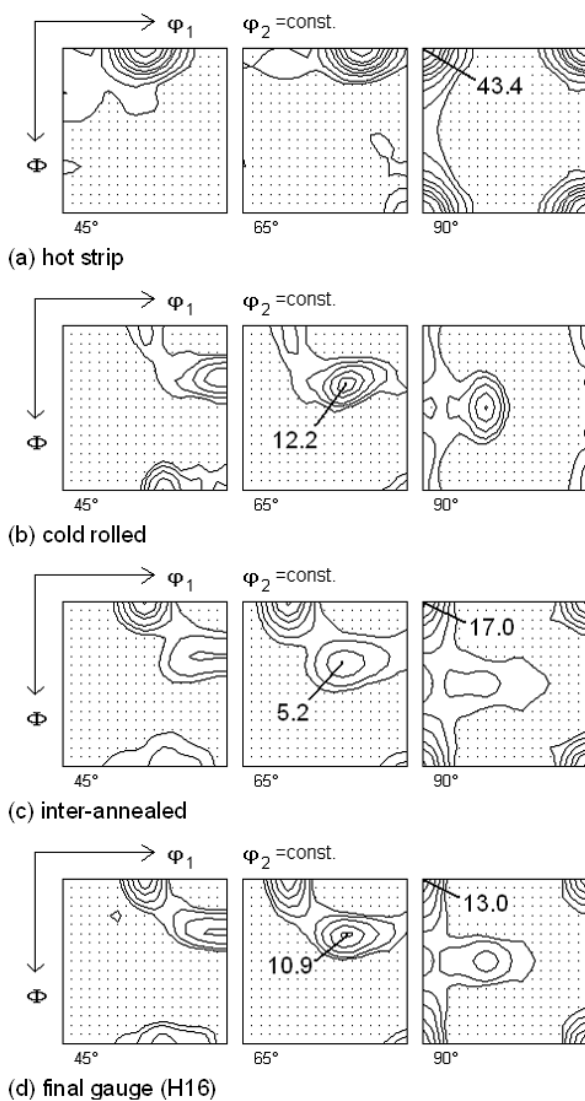 φ1 φ2 =const.
43.4
Φ
45° 65° 90°
(a) hot strip
φ1 φ2 =const.
12.2
Φ
45° 65° 90°
(b) cold rolled
φ1 φ2 =const.
17.0
5.2
Φ
45° 65° 90°
(c) inter-annealed
φ1 φ2 =const.
13.0
10.9
Φ
45° 65° 90°
(d) final gauge (H16)